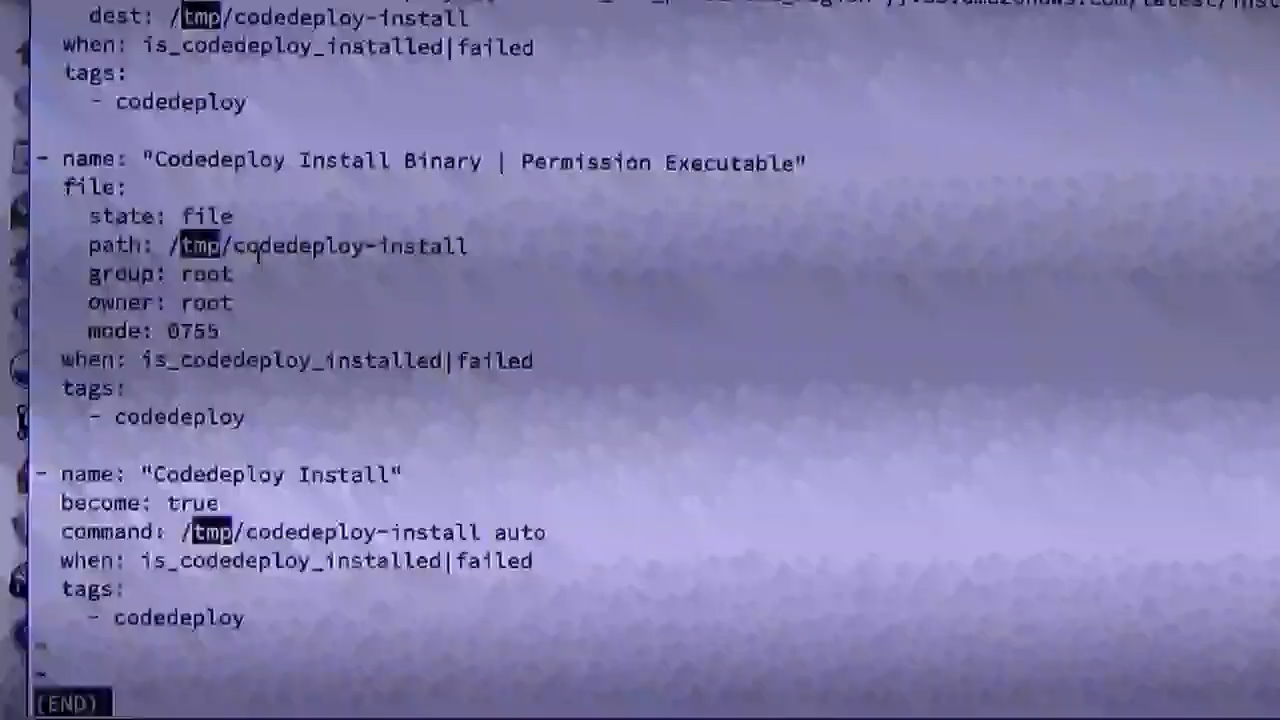 dest: /tmp/codedeploy-install
when: is_codedeploy_installed|failed
tags:
- codedeploy
- name: "Codedeploy Install Binary | Permission Executable"
file:
state: file
path: /tmp/codedeploy-install
group: root
owner: root
mode: 0755
when: is_codedeploy_installed|failed
tags:
- codedeploy
- name: "Codedeploy Install"
become: true
command: /tmp/codedeploy-install auto
when: is_codedeploy_installed|failed
tags:
- codedeploy
~
~
(END)